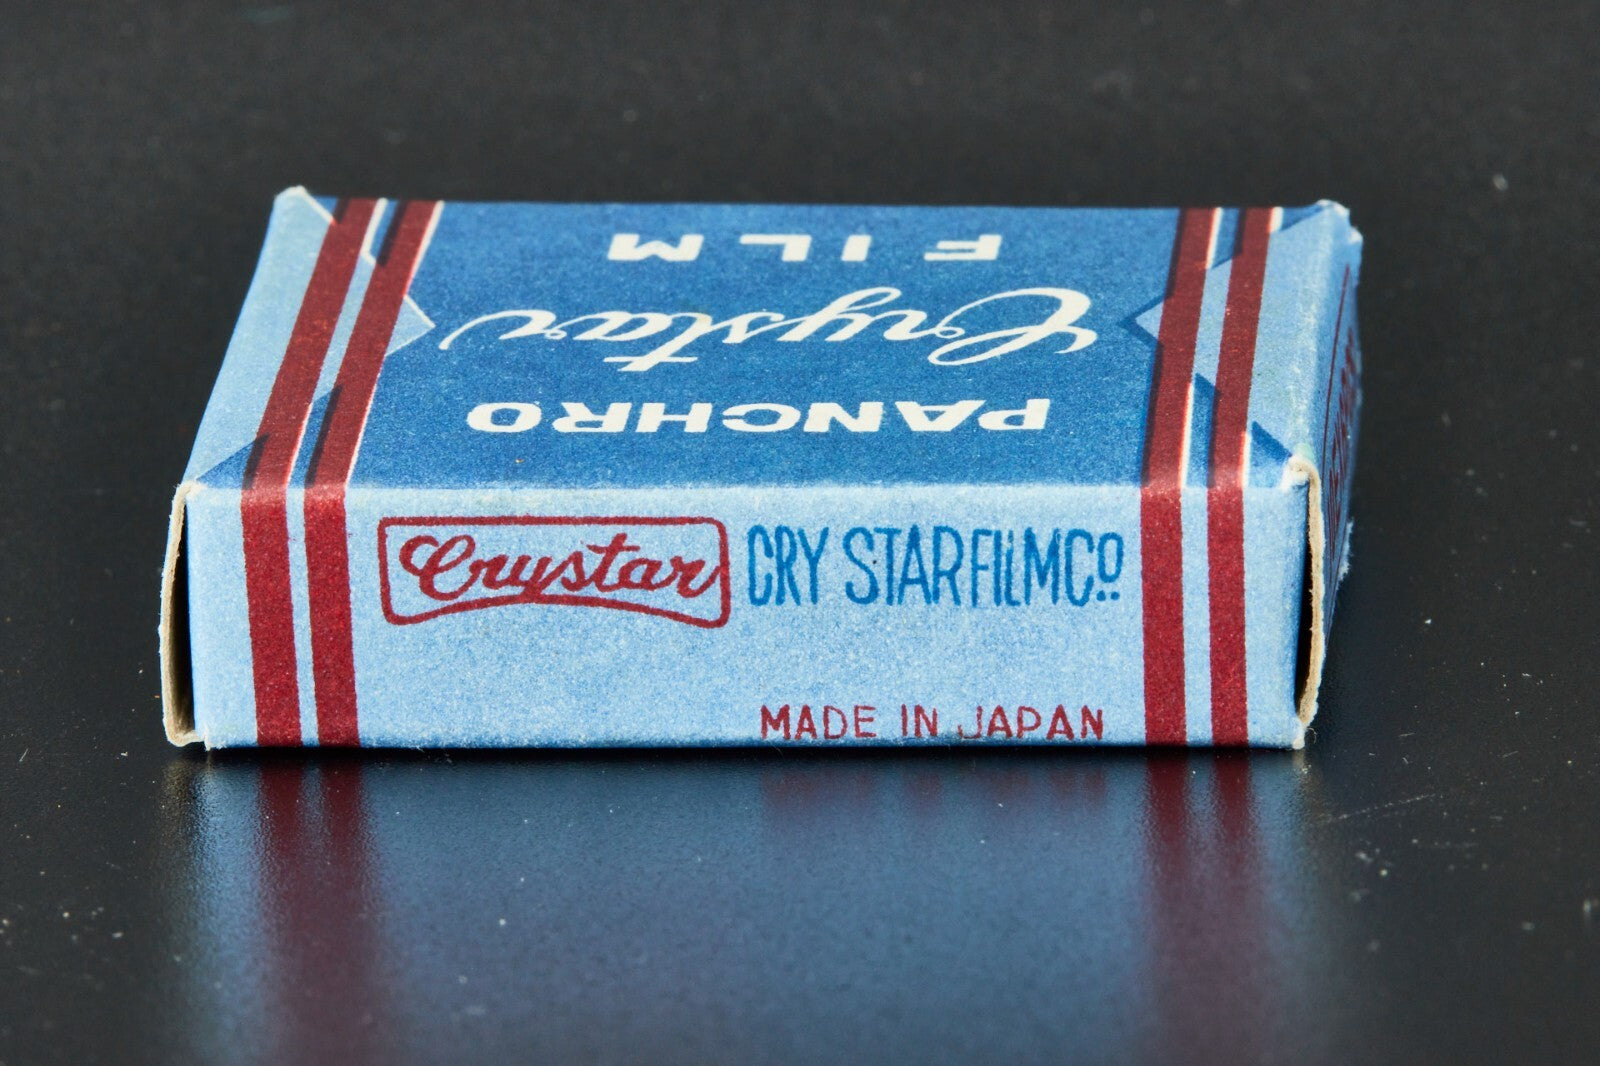 FILM
Crystar
PANCHRO
Crystar CRY STAR FILM Co.
MADE IN JAPAN